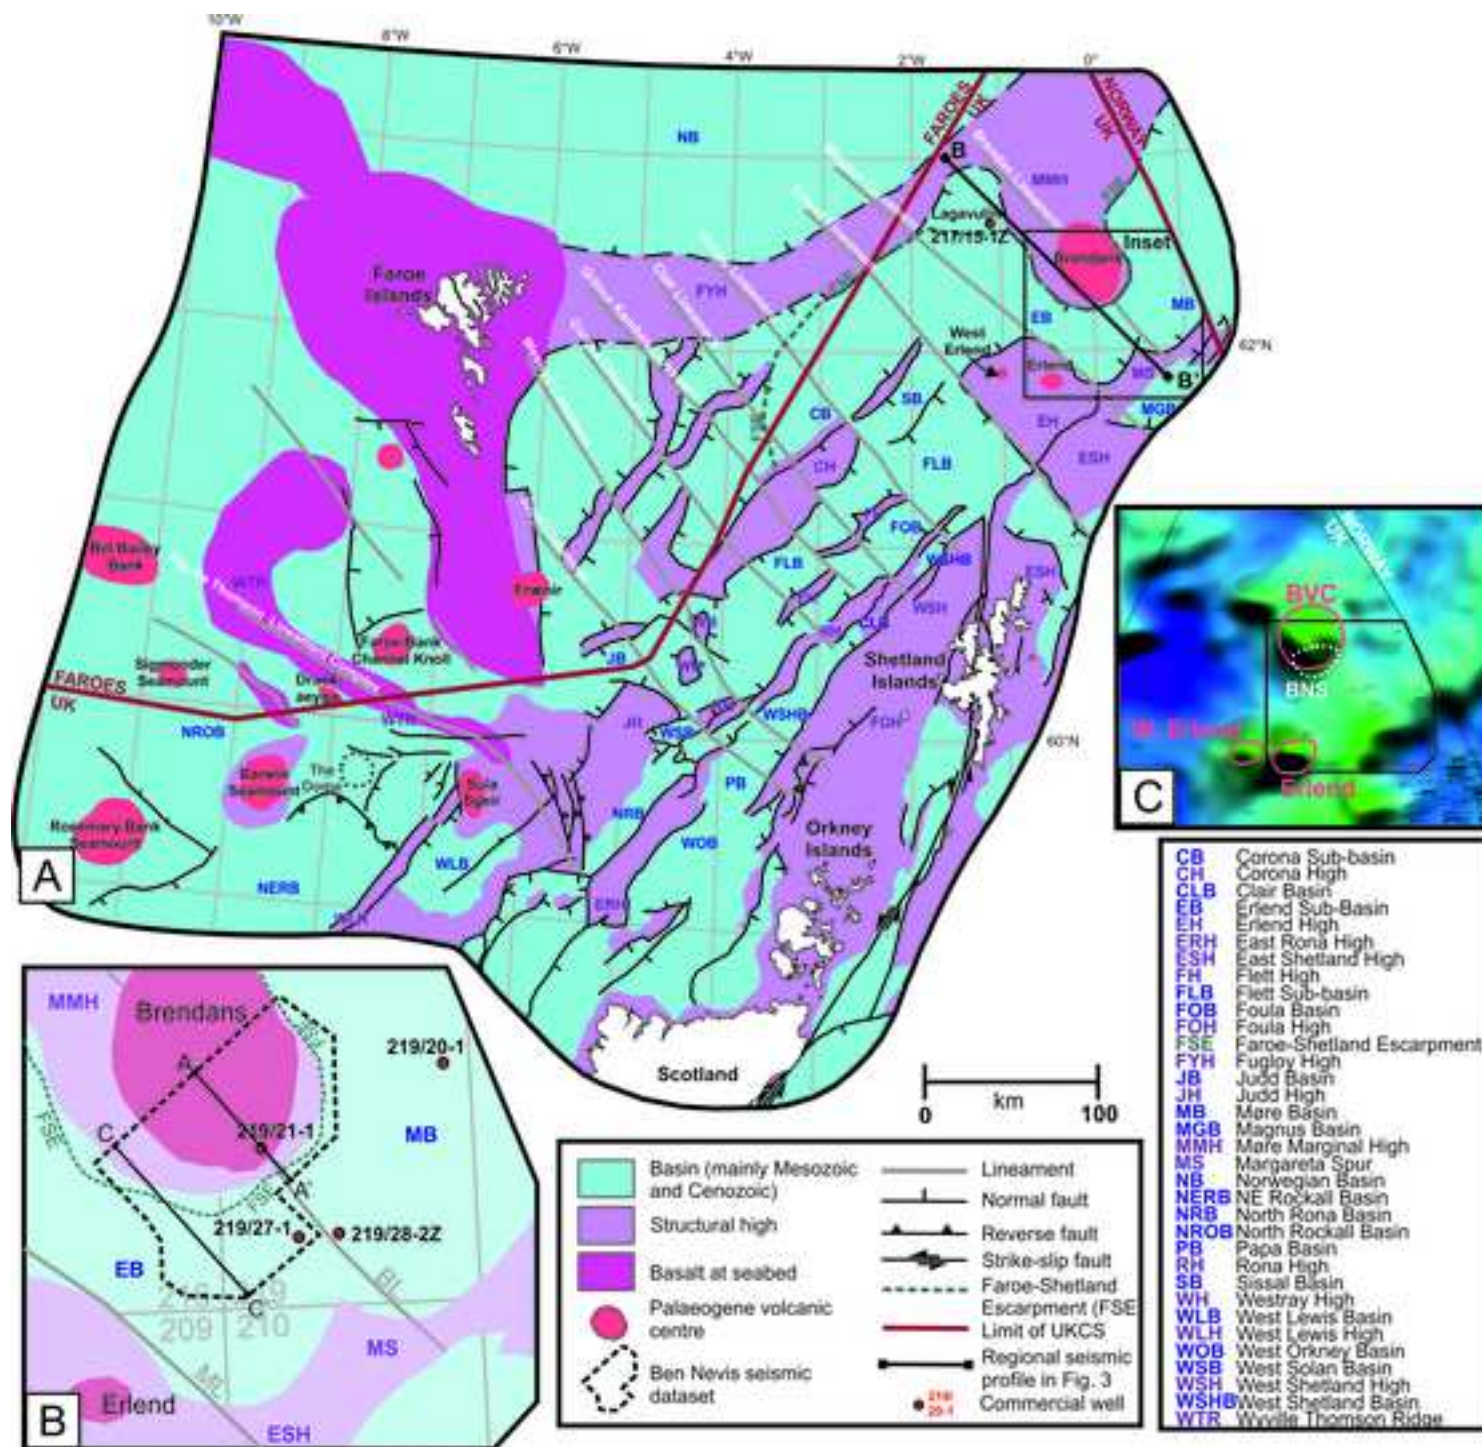 10°W
8°W
6°W
4°W
2°W
0°
FAROES
UK
NORWAY
UK
NB
B
MMH
Lagavulin
217/15-1Z
Inset
Brendans
Faroe
Islands
FYH
EB
MB
West
Erlend
Erlend
62°N
MS
B'
MGB
CB
SB
EH
ESH
CH
FLB
FOB
FLB
WSHB
ESH
WSH
CLB
Bill Bailey
Bank
WTR
Faroe Bank
Channel Knoll
Sigmundur
Seamount
JB
Shetland
Islands
FAROES
UK
NROB
WTR
JH
WSB
WSHB
FOH
60°N
The
Dome
Seamount
Sula
Sgeir
PB
NRB
WOB
Rosemary Bank
Seamount
Orkney
Islands
WLB
NERB
ERH
WLH
A
Scotland
0
km
100
NORWAY
UK
BVC
BNS
W. Erlend
Erlend
C
MMH
Brendans
219/20-1
A
FSE
C
219/21-1
MB
A'
FSE
219/27-1
219/28-2Z
EB
BL
C'
209
210
MS
Erlend
ESH
B
Basin (mainly Mesozoic
and Cenozoic)
Structural high
Basalt at seabed
Palaeogene volcanic
centre
Ben Nevis seismic
dataset
Lineament
Normal fault
Reverse fault
Strike-slip fault
Faroe-Shetland
Escarpment (FSE
Limit of UKCS
Regional seismic
profile in Fig. 3
Commercial well
CB Corona Sub-basin
CH Corona High
CLB Clair Basin
EB Erlend Sub-Basin
EH Erlend High
ERH East Rona High
ESH East Shetland High
FH Flett High
FLB Flett Sub-basin
FOB Foula Basin
FOH Foula High
FSE Faroe-Shetland Escarpment
FYH Fugloy High
JB Judd Basin
JH Judd High
MB Møre Basin
MGB Magnus Basin
MMH Møre Marginal High
MS Margareta Spur
NB Norwegian Basin
NERB NE Rockall Basin
NRB North Rona Basin
NROB North Rockall Basin
PB Papa Basin
RH Rona High
SB Sissal Basin
WH Westray High
WLB West Lewis Basin
WLH West Lewis High
WOB West Orkney Basin
WSB West Solan Basin
WSH West Shetland High
WSHB West Shetland Basin
WTR Wyville Thomson Ridge